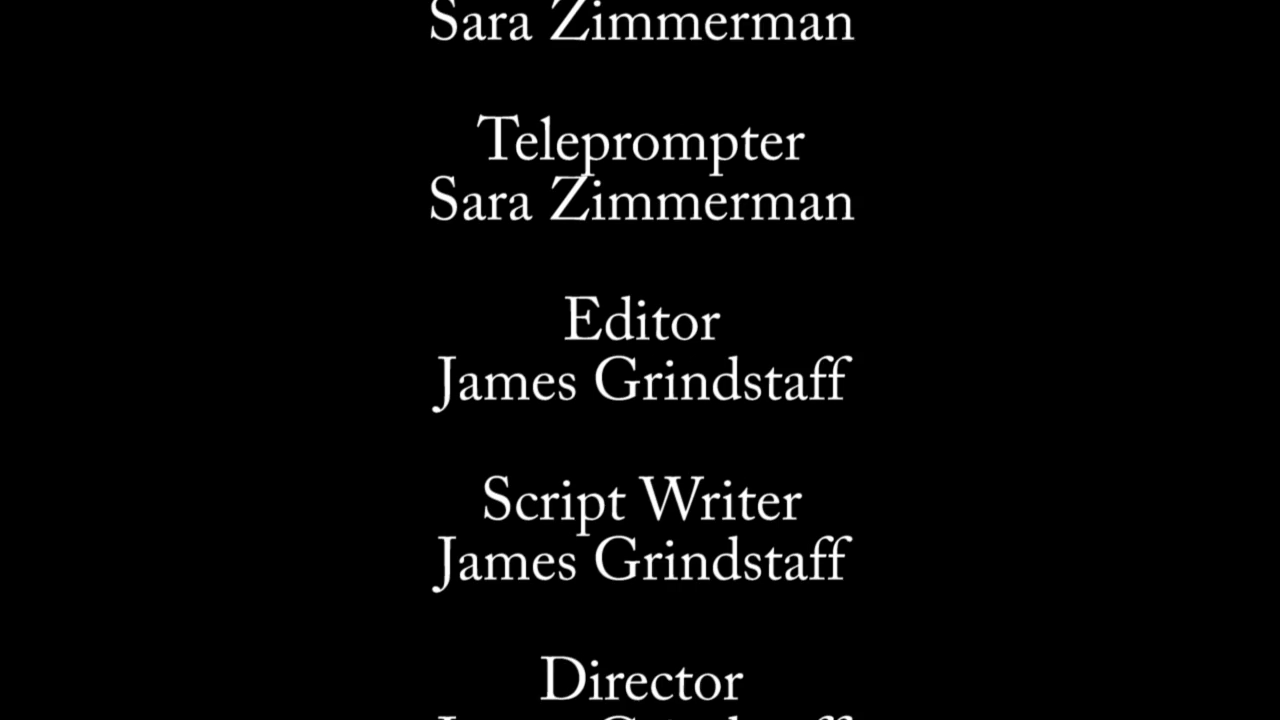 Sara Zimmerman
Teleprompter
Sara Zimmerman
Editor
James Grindstaff
Script Writer
James Grindstaff
Director